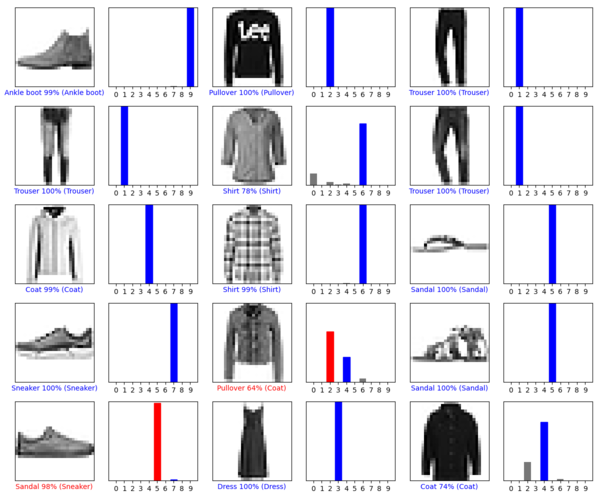 Lee
0 1 2 3 4 5 6 7 8 9 0 1 2 3 4 5 6 7 8 9 0 1 2 3 4 5 6 7 8 9
Ankle boot 99% (Ankle boot) Pullover 100% (Pullover) Trouser 100% (Trouser)
0 1 2 3 4 5 6 7 8 9 0 1 2 3 4 5 6 7 8 9 0 1 2 3 4 5 6 7 8 9
Trouser 100% (Trouser) Shirt 78% (Shirt) Trouser 100% (Trouser)
0 1 2 3 4 5 6 7 8 9 0 1 2 3 4 5 6 7 8 9 0 1 2 3 4 5 6 7 8 9
Coat 99% (Coat) Shirt 99% (Shirt) Sandal 100% (Sandal)
0 1 2 3 4 5 6 7 8 9 0 1 2 3 4 5 6 7 8 9 0 1 2 3 4 5 6 7 8 9
Sneaker 100% (Sneaker) Pullover 64% (Coat) Sandal 100% (Sandal)
0 1 2 3 4 5 6 7 8 9 0 1 2 3 4 5 6 7 8 9 0 1 2 3 4 5 6 7 8 9
Sandal 98% (Sneaker) Dress 100% (Dress) Coat 74% (Coat)